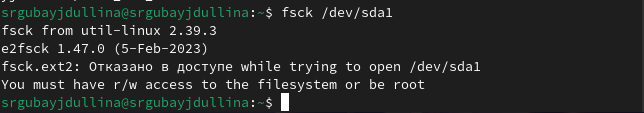 srgubayjdullina@srgubayjdullina:~$ fsck /dev/sda1
fsck from util-linux 2.39.3
e2fsck 1.47.0 (5-Feb-2023)
fsck.ext2: Отказано в доступе while trying to open /dev/sda1
You must have r/w access to the filesystem or be root
srgubayjdullina@srgubayjdullina:~$